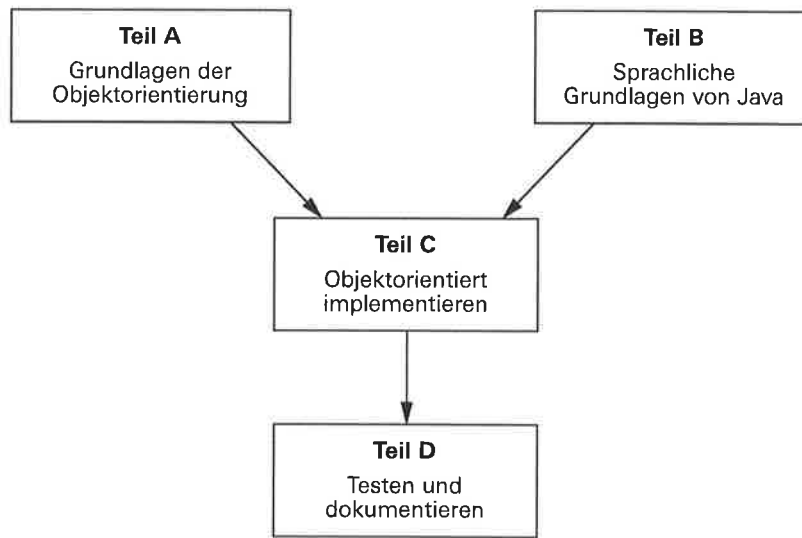 Teil A
Grundlagen der
Objektorientierung
Teil B
Sprachliche
Grundlagen von Java
Teil C
Objektorientiert
implementieren
Teil D
Testen und
dokumentieren